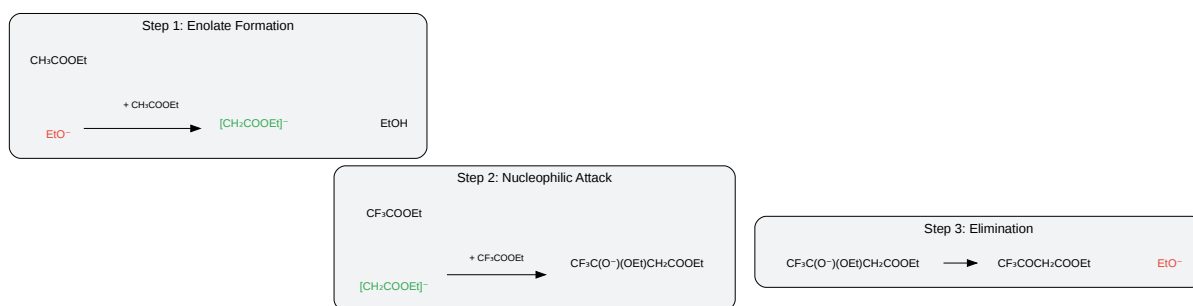 Step 1: Enolate Formation
CH₃COOEt
+ CH₃COOEt
EtO⁻
[CH₂COOEt]⁻
EtOH
Step 2: Nucleophilic Attack
CF₃COOEt
+ CF₃COOEt
[CH₂COOEt]⁻
CF₃C(O⁻)(OEt)CH₂COOEt
Step 3: Elimination
CF₃C(O⁻)(OEt)CH₂COOEt
CF₃COCH₂COOEt
EtO⁻